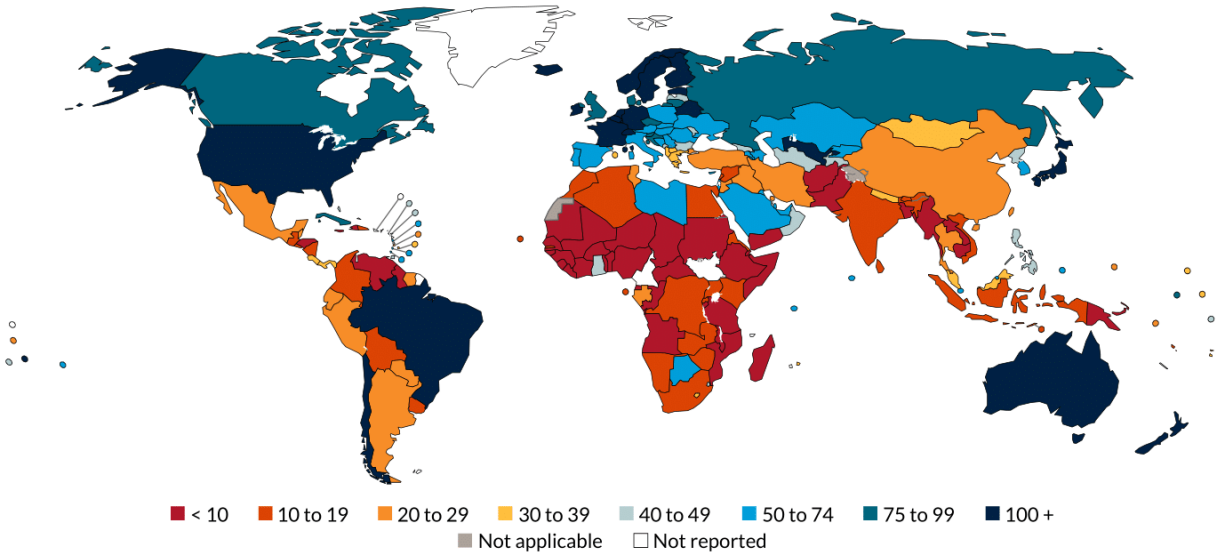 < 10 10 to 19 20 to 29 30 to 39 40 to 49 50 to 74 75 to 99 100 +
Not applicable Not reported